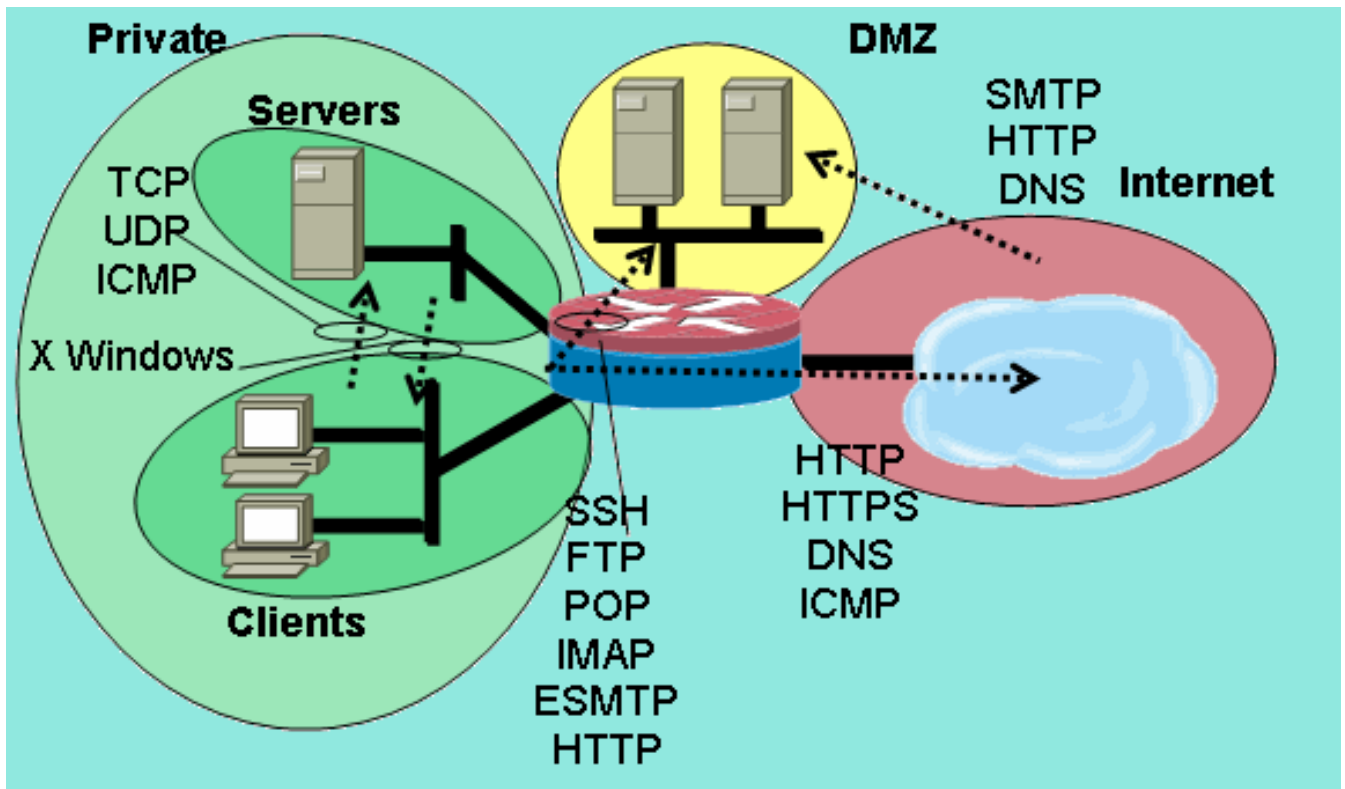 Private
Servers
TCP
UDP
ICMP
X Windows
Clients
DMZ
SMTP
HTTP
DNS
Internet
SSH
FTP
POP
IMAP
ESMTP
HTTP
HTTP
HTTPS
DNS
ICMP